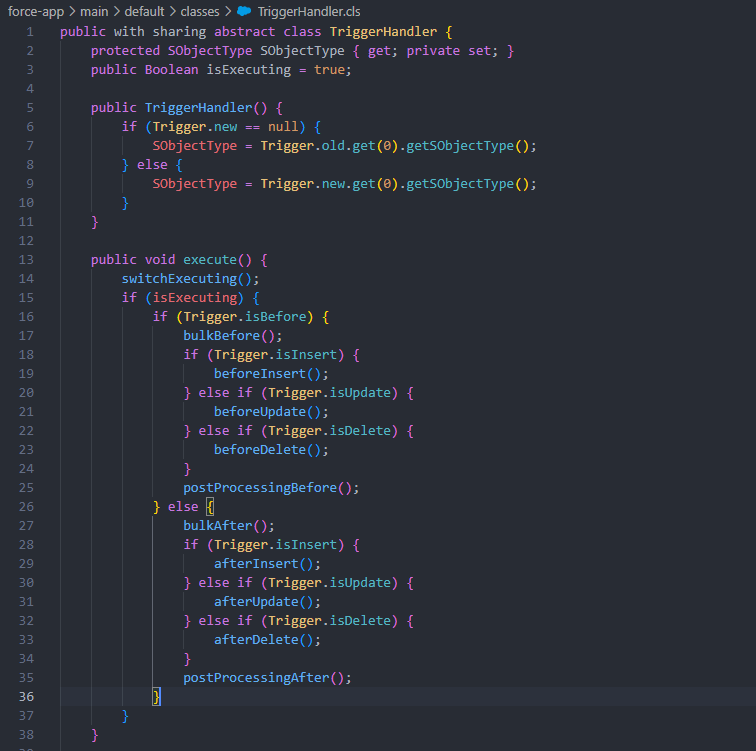 force-app > main > default > classes > TriggerHandler.cls
1 public with sharing abstract class TriggerHandler {
2     protected SObjectType SObjectType { get; private set; }
3     public Boolean isExecuting = true;
4
5     public TriggerHandler() {
6         if (Trigger.new == null) {
7             SObjectType = Trigger.old.get(0).getSObjectType();
8         } else {
9             SObjectType = Trigger.new.get(0).getSObjectType();
10         }
11     }
12
13     public void execute() {
14         switchExecuting();
15         if (isExecuting) {
16             if (Trigger.isBefore) {
17                 bulkBefore();
18                 if (Trigger.isInsert) {
19                     beforeInsert();
20                 } else if (Trigger.isUpdate) {
21                     beforeUpdate();
22                 } else if (Trigger.isDelete) {
23                     beforeDelete();
24                 }
25                 postProcessingBefore();
26             } else {
27                 bulkAfter();
28                 if (Trigger.isInsert) {
29                     afterInsert();
30                 } else if (Trigger.isUpdate) {
31                     afterUpdate();
32                 } else if (Trigger.isDelete) {
33                     afterDelete();
34                 }
35                 postProcessingAfter();
36             }
37         }
38     }